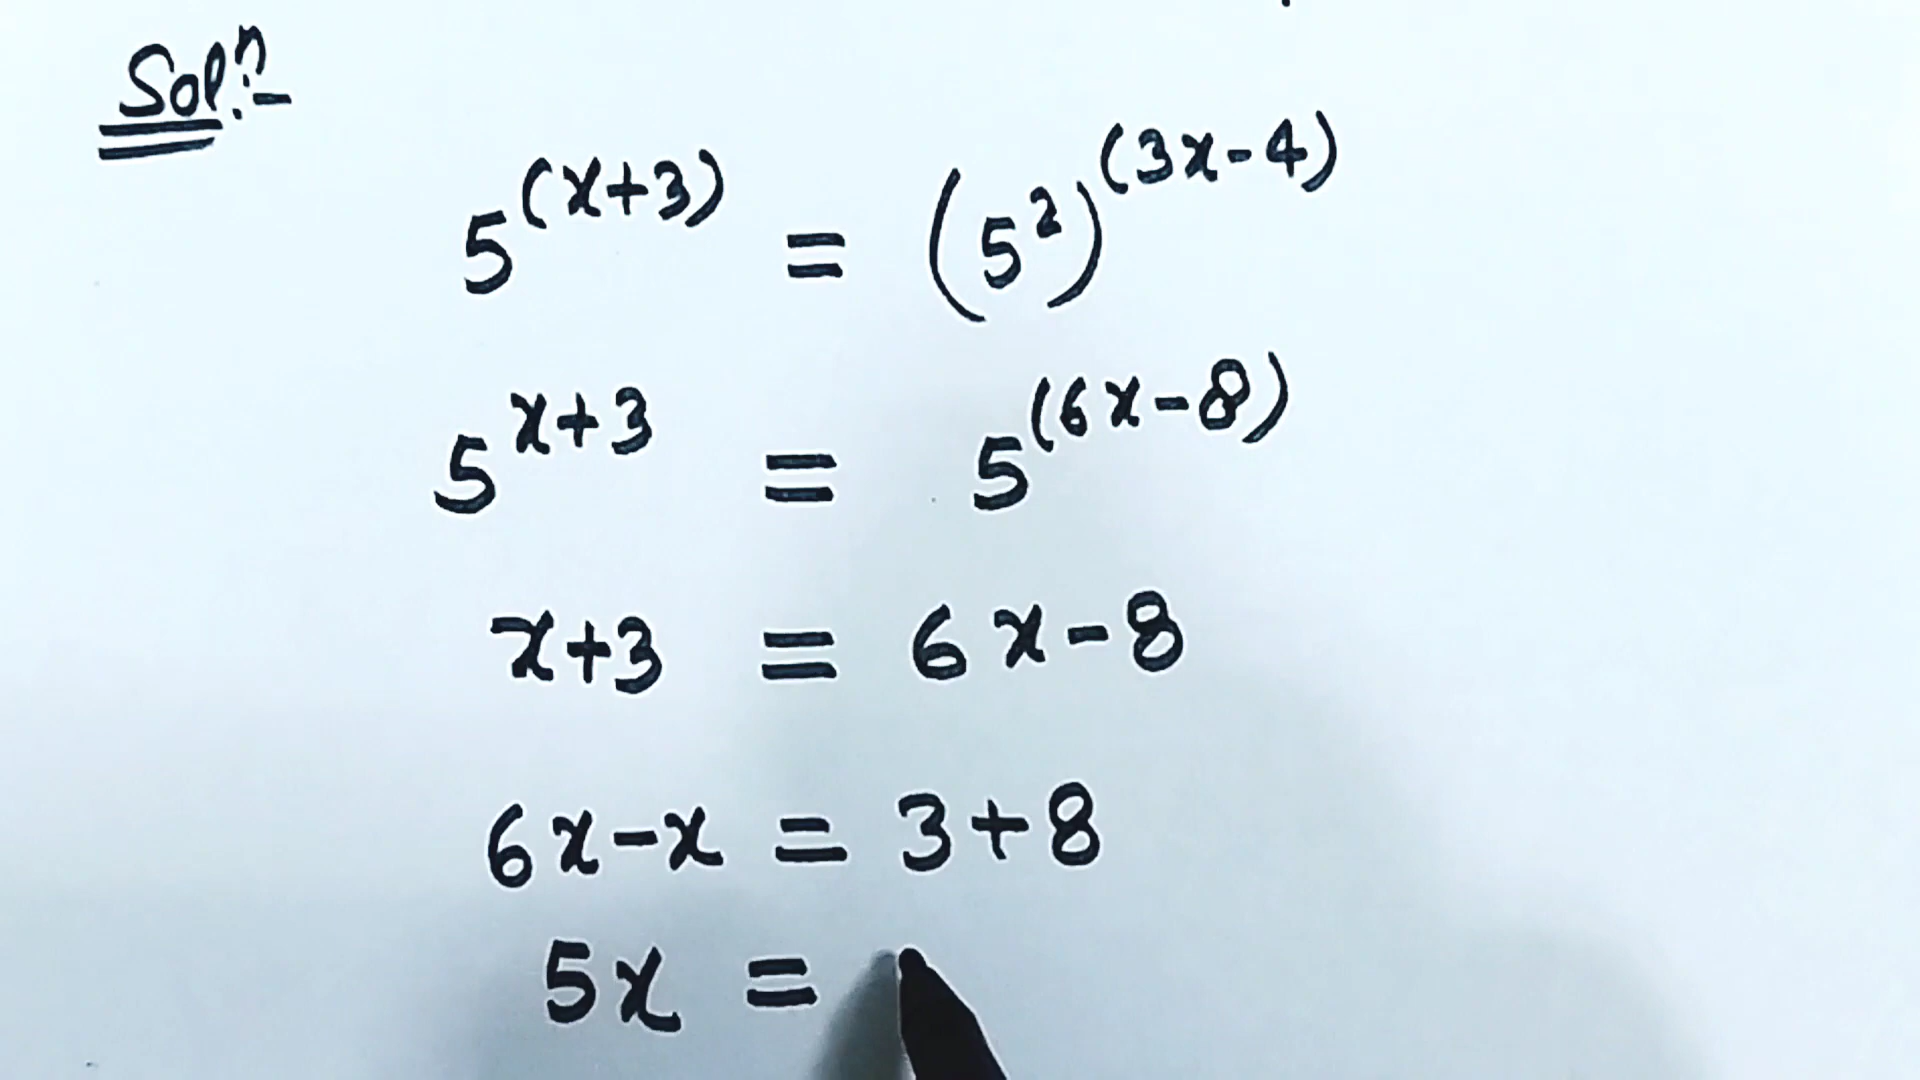 Solⁿ:-
5^(x+3) = (5²)^(3x-4)
5^x+3 = 5^(6x-8)
x+3 = 6x-8
6x-x = 3+8
5x =